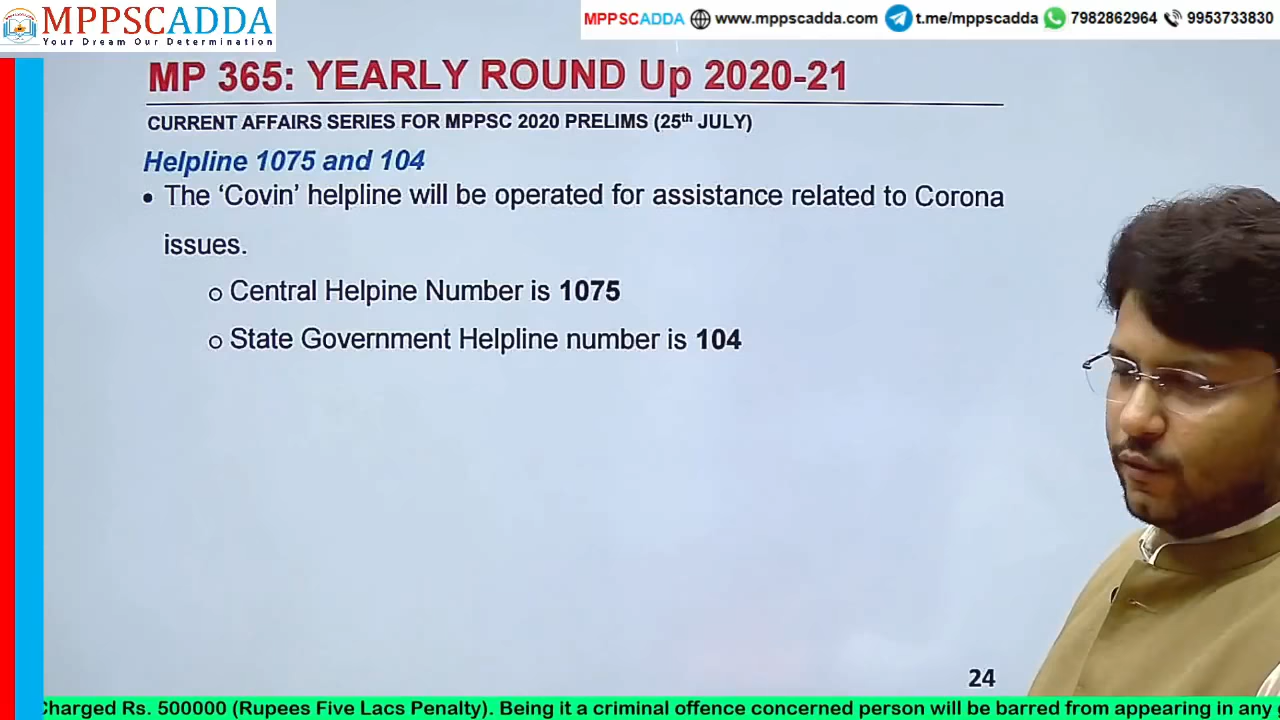 MPPSCADDA
Your Dream Our Determination
MPPSCADDA www.mppscadda.com t.me/mppscadda 7982862964 9953733830
MP 365: YEARLY ROUND Up 2020-21
CURRENT AFFAIRS SERIES FOR MPPSC 2020 PRELIMS (25th JULY)
Helpline 1075 and 104
• The ‘Covin’ helpline will be operated for assistance related to Corona
issues.
o Central Helpine Number is 1075
o State Government Helpline number is 104
24
Charged Rs. 500000 (Rupees Five Lacs Penalty). Being it a criminal offence concerned person will be barred from appearing in any